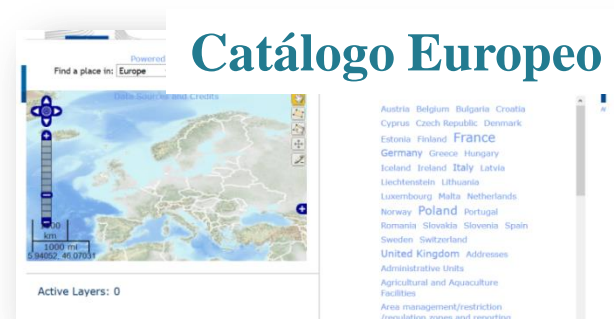 Catálogo Europeo
Powered
Find a place in: Europe
Data Sources and Credits
km
1000 mi
5.94052, 46.07031
Active Layers: 0
Austria Belgium Bulgaria Croatia
Cyprus Czech Republic Denmark
Estonia Finland France
Germany Greece Hungary
Iceland Ireland Italy Latvia
Liechtenstein Lithuania
Luxembourg Malta Netherlands
Norway Poland Portugal
Romania Slovakia Slovenia Spain
Sweden Switzerland
United Kingdom Addresses
Administrative Units
Agricultural and Aquaculture
Facilities
Area management/restriction
/regulation zones and reporting